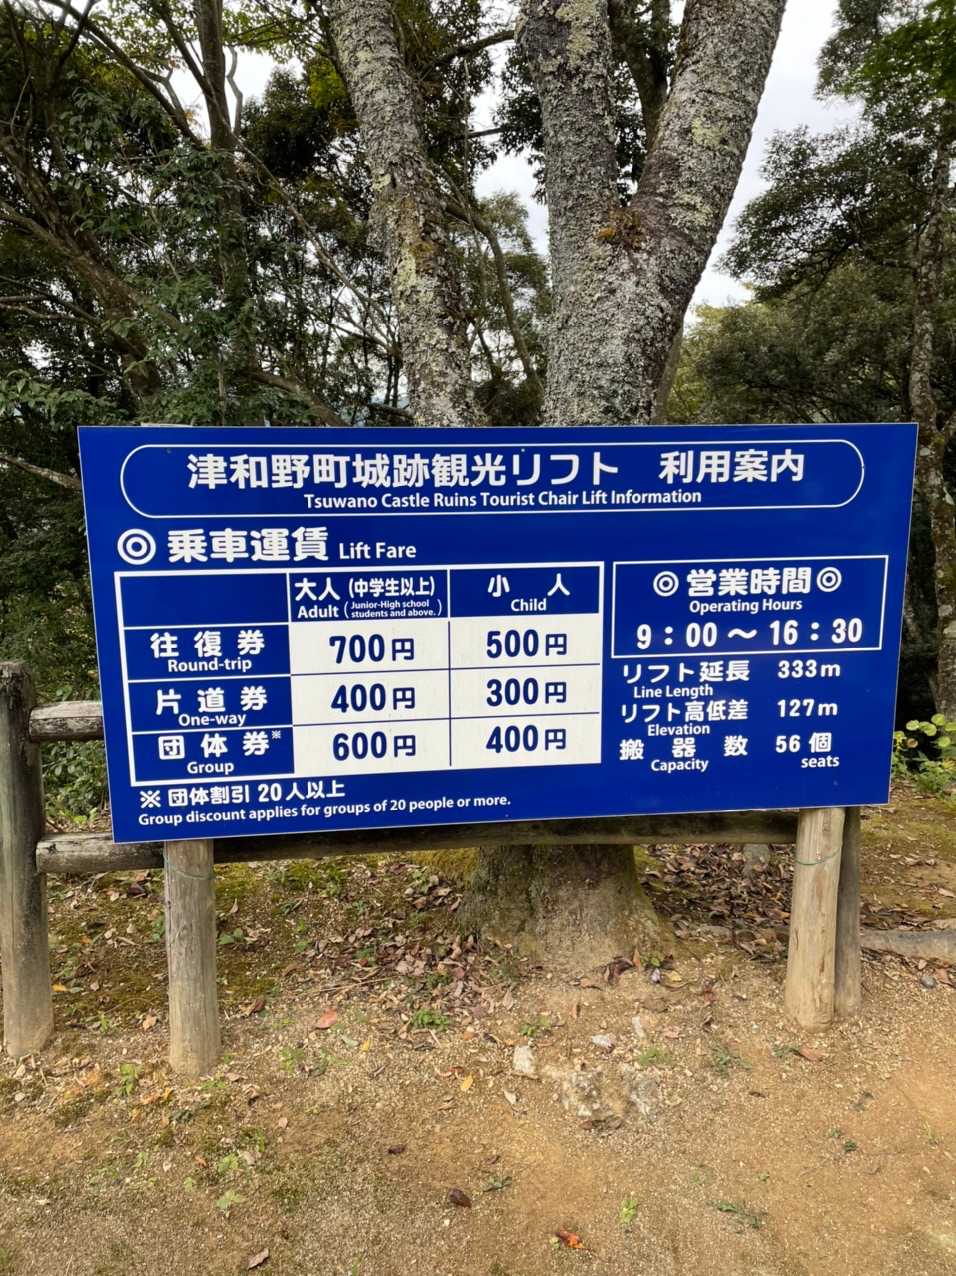 津和野町城跡観光リフト 利用案内
Tsuwano Castle Ruins Tourist Chair Lift Information
◎ 乗車運賃 Lift Fare
大人 (中学生以上) 小人
Adult (Junior-High school students and above.) Child
往復券 700円 500円
Round-trip
片道券 400円 300円
One-way
団体券※ 600円 400円
Group
※ 団体割引 20人以上
Group discount applies for groups of 20 people or more.
◎ 営業時間 ◎
Operating Hours
9:00〜16:30
リフト延長 333m
Line Length
リフト高低差 127m
Elevation
搬器数 56個
Capacity seats